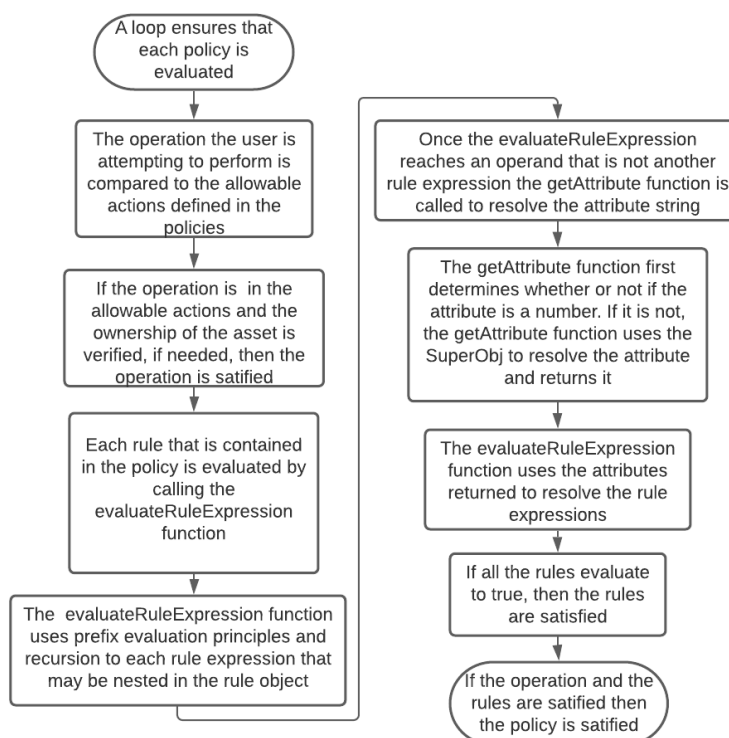 A loop ensures that
each policy is
evaluated
The operation the user is
attempting to perform is
compared to the allowable
actions defined in the
policies
If the operation is in the
allowable actions and the
ownership of the asset is
verified, if needed, then the
operation is satified
Each rule that is contained
in the policy is evaluated by
calling the
evaluateRuleExpression
function
The evaluateRuleExpression function
uses prefix evaluation principles and
recursion to each rule expression that
may be nested in the rule object
Once the evaluateRuleExpression
reaches an operand that is not another
rule expression the getAttribute function is
called to resolve the attribute string
The getAttribute function first
determines whether or not if the
attribute is a number. If it is not,
the getAttribute function uses the
SuperObj to resolve the attribute
and returns it
The evaluateRuleExpression
function uses the attributes
returned to resolve the rule
expressions
If all the rules evaluate
to true, then the rules
are satisfied
If the operation and the
rules are satified then
the policy is satified